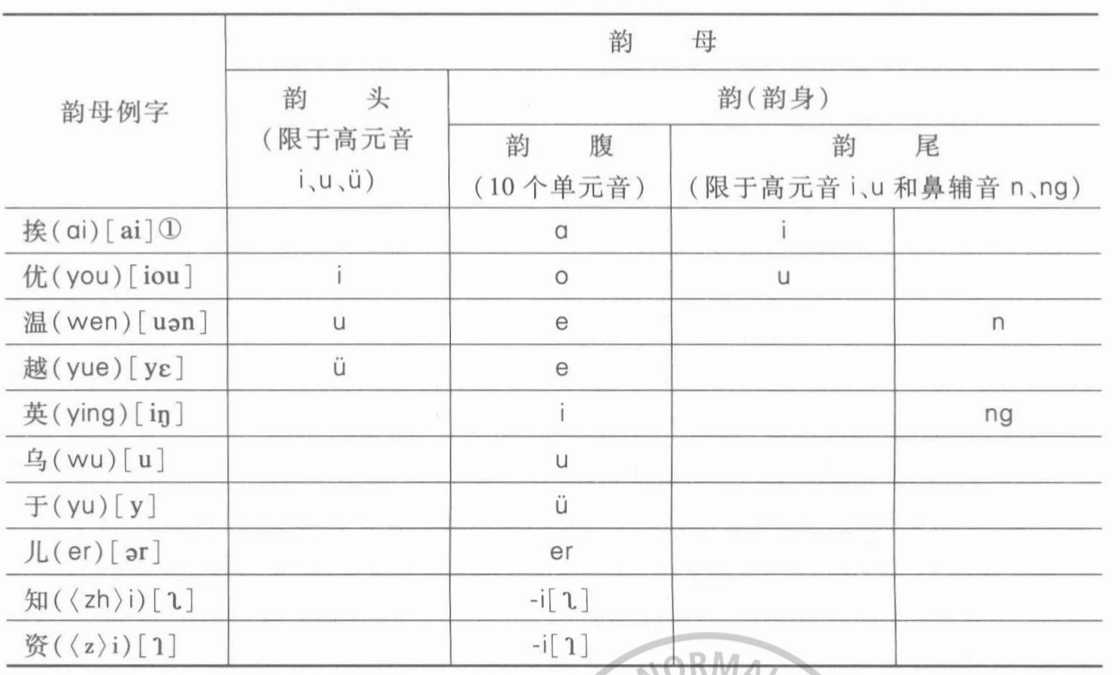 韵母例字
韵 母
韵 头
(限于高元音
i、u、ü)
韵(韵身)
韵 腹
(10 个单元音)
韵 尾
(限于高元音 i、u 和鼻辅音 n、ng)
挨(ɑi)[ai]① ɑ i
优(you)[iou] i o u
温(wen)[uən] u e n
越(yue)[yɛ] ü e
英(ying)[iŋ] i ng
乌(wu)[u] u
于(yu)[y] ü
儿(er)[ər] er
知(〈zh〉i)[ʅ] -i[ʅ]
资(〈z〉i)[ɿ] -i[ɿ]
NORMAL